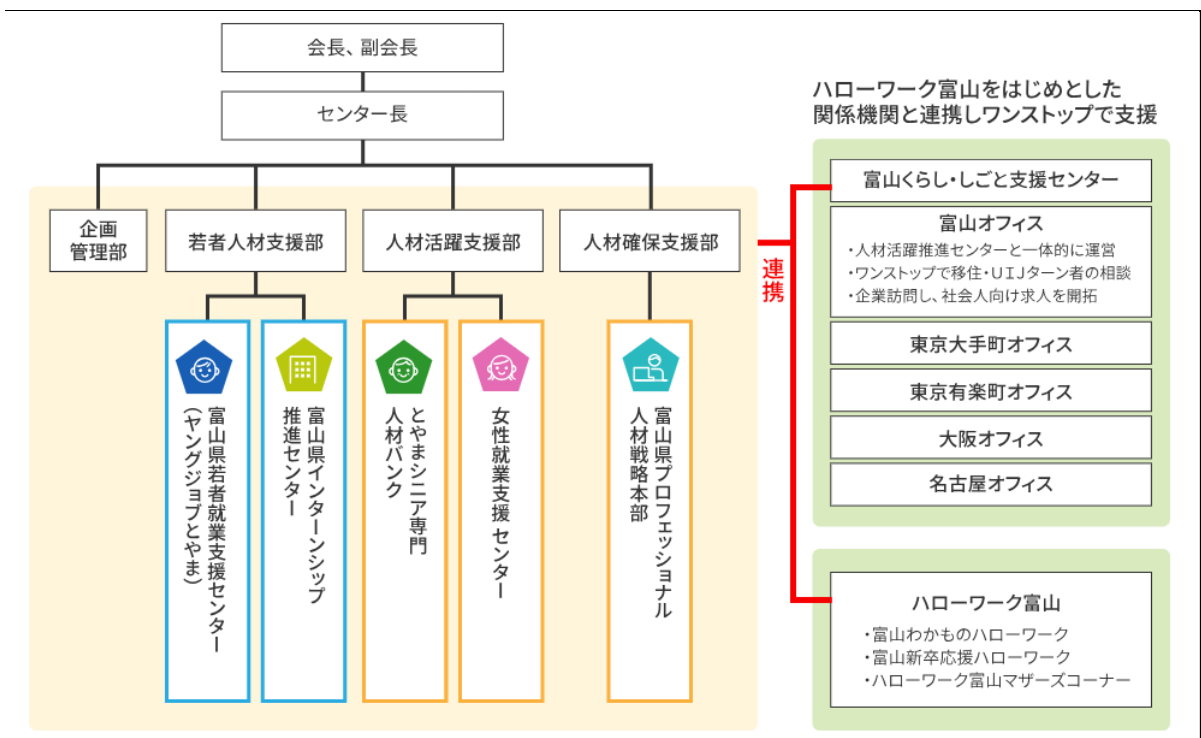 会長、副会長
センター長
企画
管理部
若者人材支援部
人材活躍支援部
人材確保支援部
富山県若者就業支援センター
(ヤングジョブとやま)
富山県インターンシップ
推進センター
とやまシニア専門
人材バンク
女性就業支援 センター
富山県プロフェッショナル
人材戦略本部
連携
ハローワーク富山をはじめとした
関係機関と連携しワンストップで支援
富山くらし・しごと支援センター
富山オフィス
・人材活躍推進センターと一体的に運営
・ワンストップで移住・UIJターン者の相談
・企業訪問し、社会人向け求人を開拓
東京大手町オフィス
東京有楽町オフィス
大阪オフィス
名古屋オフィス
ハローワーク富山
・富山わかものハローワーク
・富山新卒応援ハローワーク
・ハローワーク富山マザーズコーナー